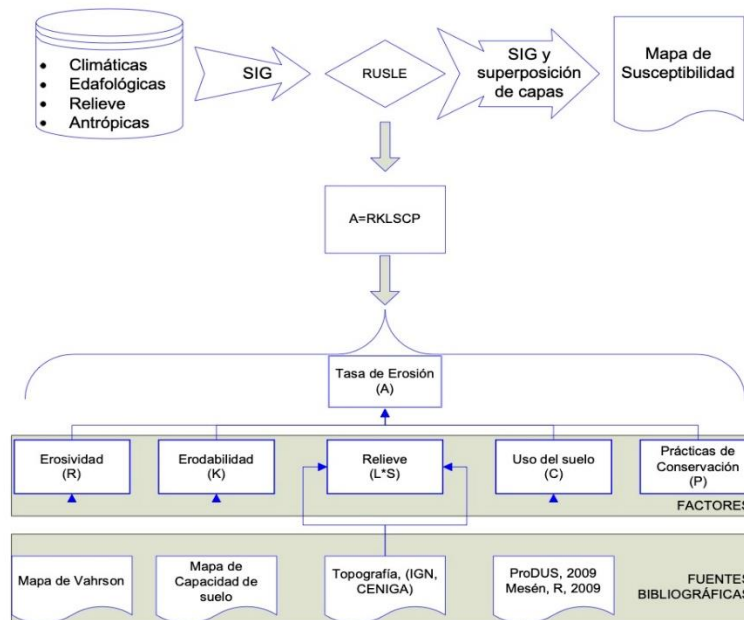 • Climáticas
• Edafológicas
• Relieve
• Antrópicas
SIG
RUSLE
SIG y
superposición
de capas
Mapa de
Susceptibilidad
A=RKLSCP
Tasa de Erosión
(A)
Erosividad
(R)
Erodabilidad
(K)
Relieve
(L*S)
Uso del suelo
(C)
Prácticas de
Conservación
(P)
FACTORES
Mapa de Vahrson
Mapa de
Capacidad de
suelo
Topografía, (IGN,
CENIGA)
ProDUS, 2009
Mesén, R, 2009
FUENTES
BIBLIOGRÁFICAS